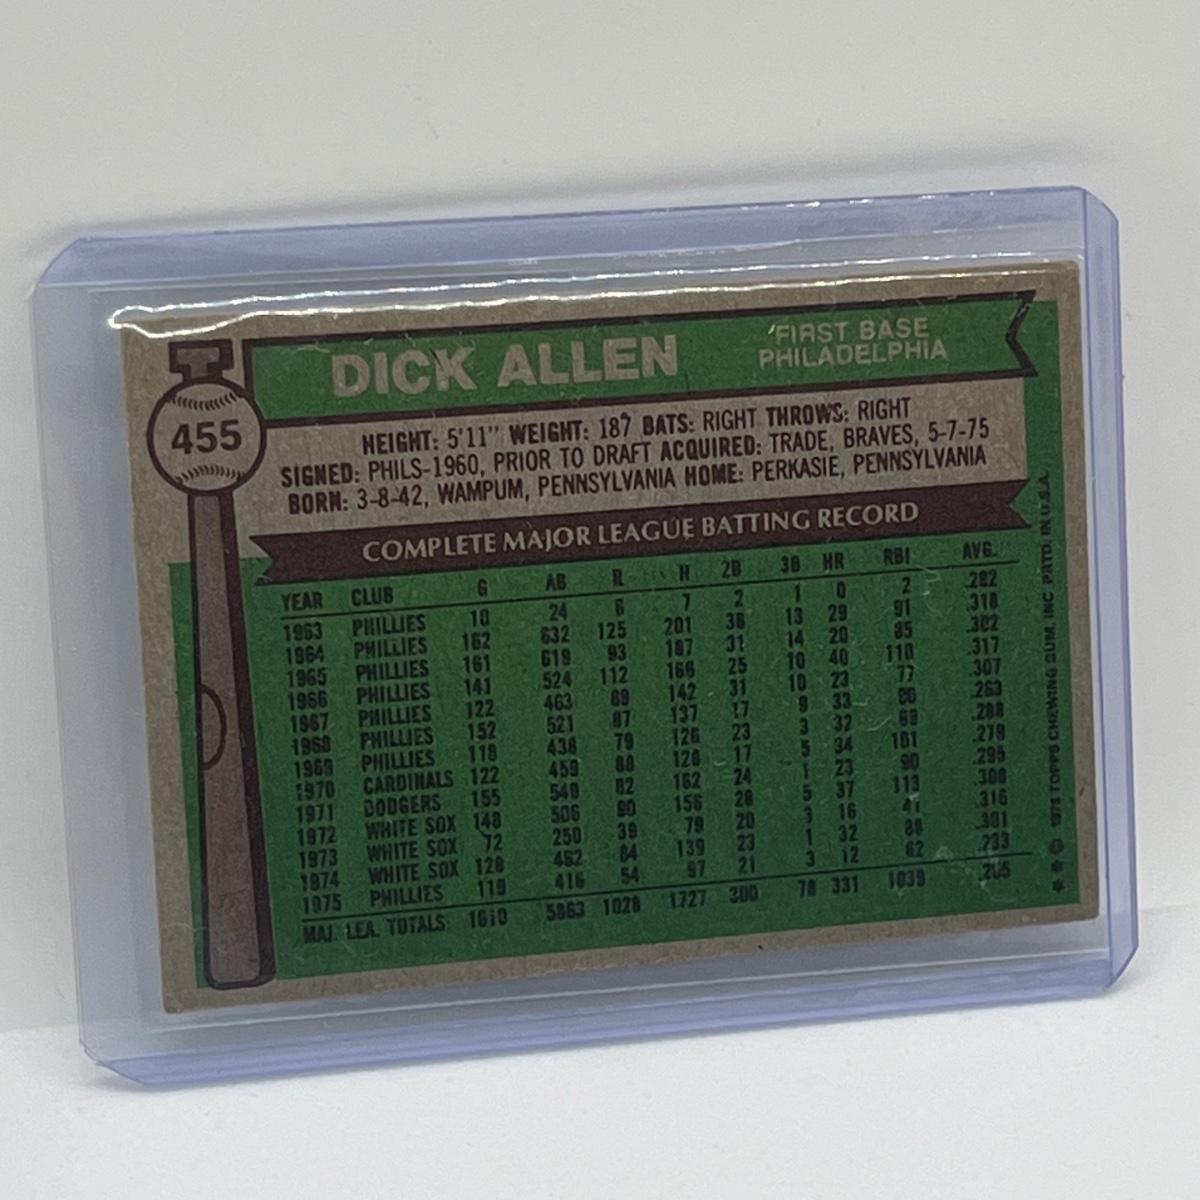 T
DICK ALLEN
FIRST BASE
PHILADELPHIA
455
HEIGHT: 5'11" WEIGHT: 187 BATS: RIGHT THROWS: RIGHT
SIGNED: PHILS-1960, PRIOR TO DRAFT ACQUIRED: TRADE, BRAVES, 5-7-75
BORN: 3-8-42, WAMPUM, PENNSYLVANIA HOME: PERKASIE, PENNSYLVANIA
COMPLETE MAJOR LEAGUE BATTING RECORD
YEAR CLUB G AB R H 2B 3B HR RBI AVG.
1963 PHILLIES 10 24 6 7 2 1 0 2 .292
1964 PHILLIES 162 632 125 201 38 13 29 91 .318
1965 PHILLIES 161 619 93 187 31 14 20 85 .302
1966 PHILLIES 141 524 112 166 25 10 40 110 .317
1967 PHILLIES 122 463 89 142 31 10 23 77 .307
1968 PHILLIES 152 521 87 137 17 9 33 90 .263
1969 PHILLIES 118 438 79 126 23 3 32 89 .288
1970 CARDINALS 122 459 88 128 17 5 34 101 .279
1971 DODGERS 155 549 82 162 24 1 23 90 .295
1972 WHITE SOX 148 506 90 156 28 5 37 113 .308
1973 WHITE SOX 72 250 39 79 20 3 16 41 .316
1974 WHITE SOX 128 462 84 139 23 1 32 88 .301
1975 PHILLIES 119 416 54 97 21 3 12 62 .233
MAJ. LEA. TOTALS: 1610 5863 1028 1727 300 78 331 1039 .295
** © 1976 TOPPS CHEWING GUM, INC PRTD. IN U.S.A.